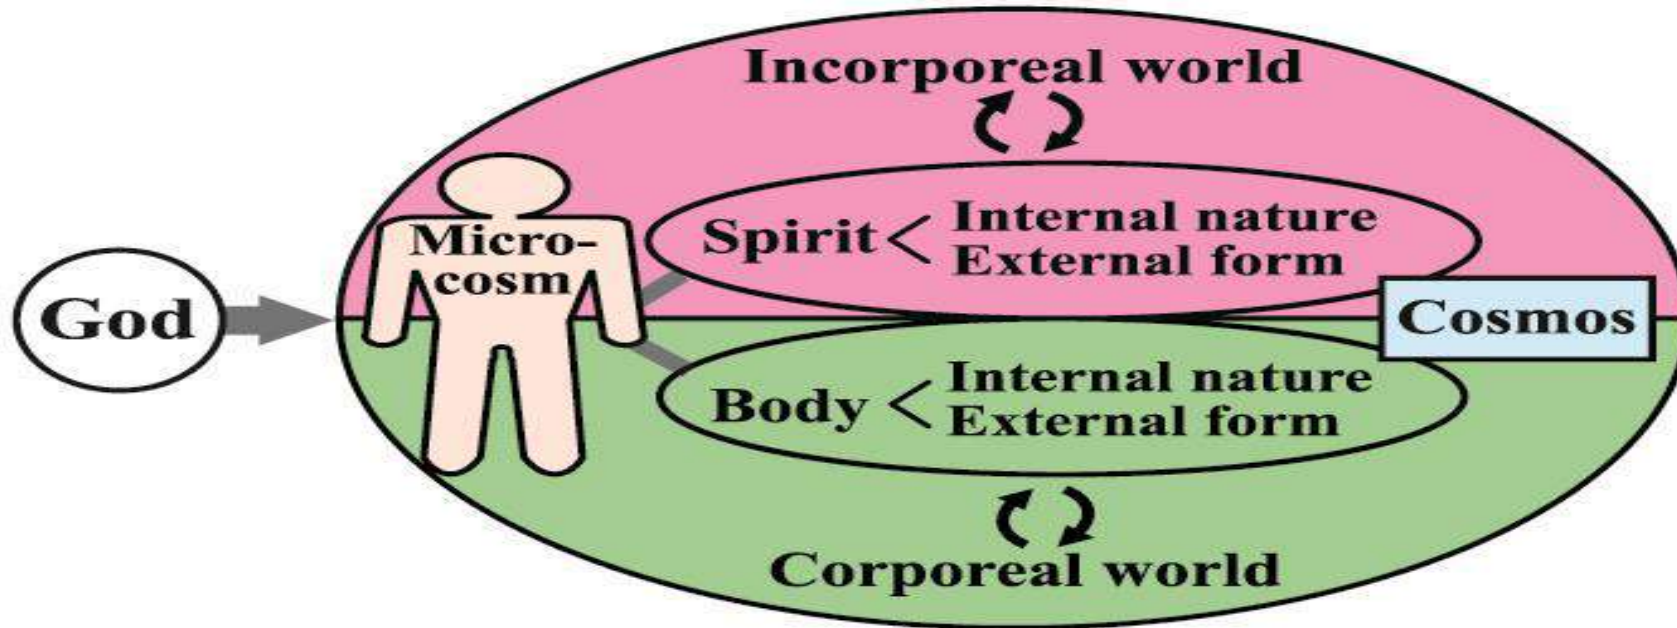 Incorporeal world
Spirit < Internal nature
External form
Micro-
cosm
God
Cosmos
Body < Internal nature
External form
Corporeal world